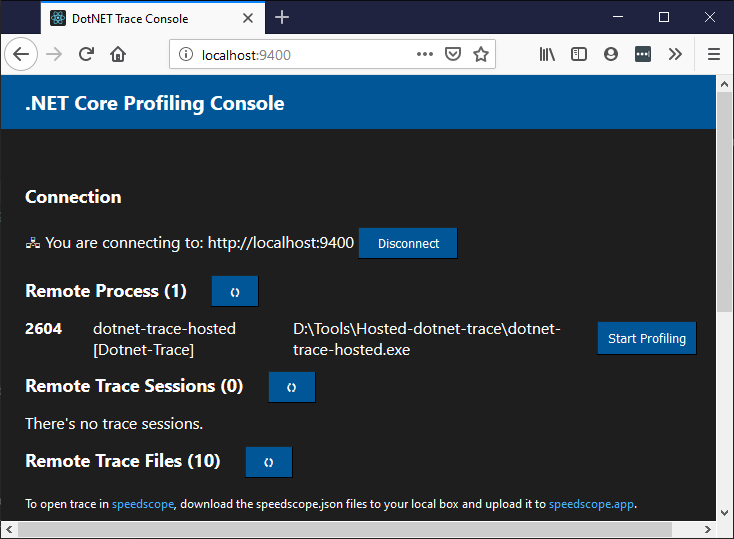 DotNET Trace Console
localhost:9400
.NET Core Profiling Console
Connection
You are connecting to: http://localhost:9400 Disconnect
Remote Process (1)
2604 dotnet-trace-hosted D:\Tools\Hosted-dotnet-trace\dotnet- Start Profiling
[Dotnet-Trace] trace-hosted.exe
Remote Trace Sessions (0)
There's no trace sessions.
Remote Trace Files (10)
To open trace in speedscope, download the speedscope.json files to your local box and upload it to speedscope.app.